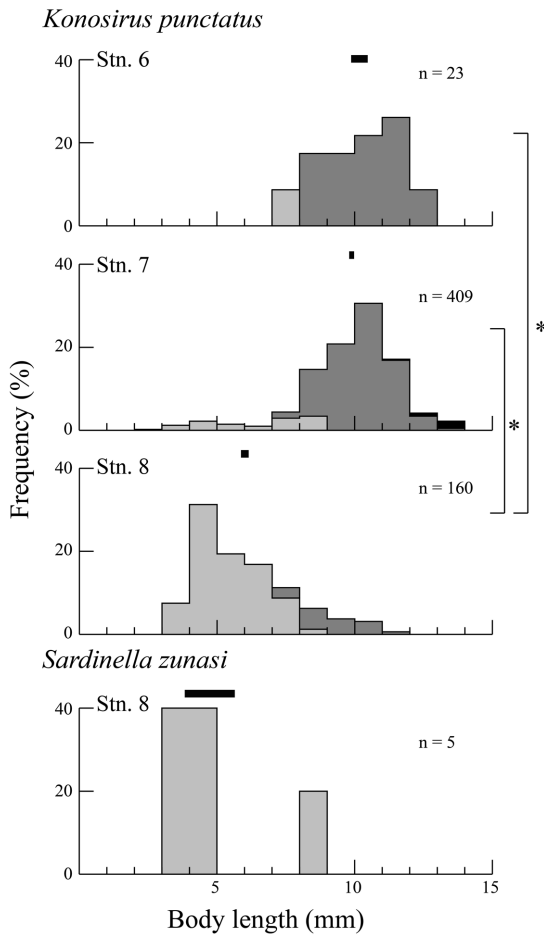 Konosirus punctatus
40
Stn. 6
n = 23
20
0
*
40
Stn. 7
n = 409
20
0
*
Frequency (%)
40
Stn. 8
n = 160
20
0
Sardinella zunasi
40
Stn. 8
n = 5
20
0
5
10
15
Body length (mm)